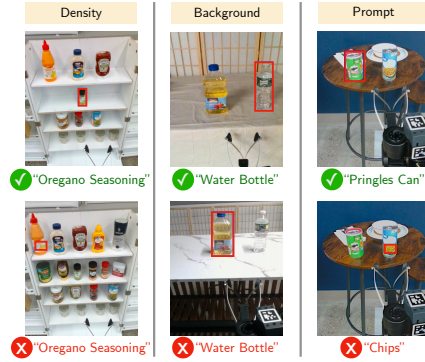 Density
Background
Prompt
"Oregano Seasoning"
"Water Bottle"
"Pringles Can"
"Oregano Seasoning"
"Water Bottle"
"Chips"